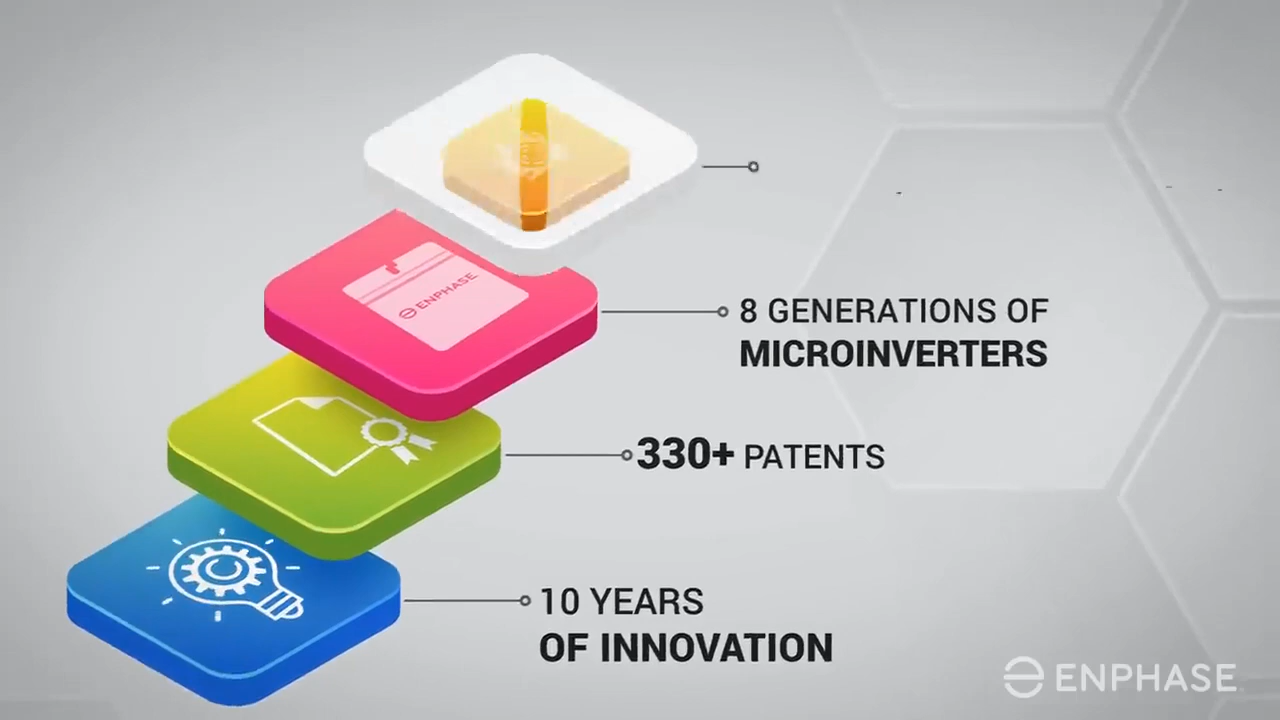 ENPHASE
8 GENERATIONS OF
MICROINVERTERS
330+ PATENTS
10 YEARS
OF INNOVATION
ENPHASE